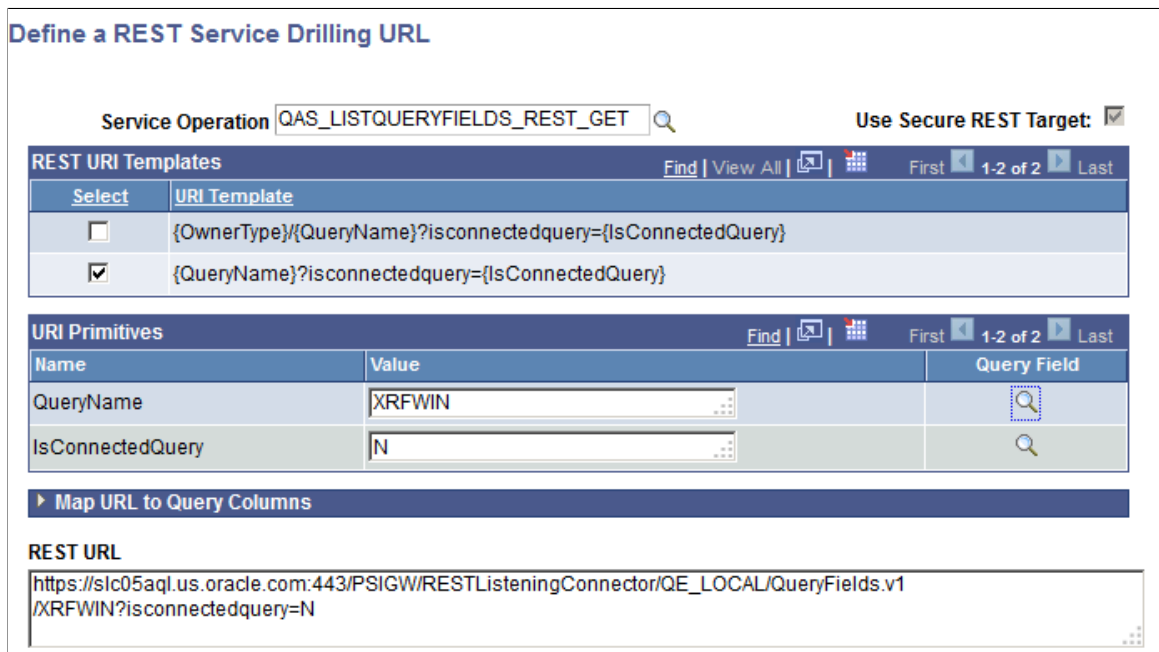 Define a REST Service Drilling URL
Service Operation QAS_LISTQUERYFIELDS_REST_GET Use Secure REST Target:
REST URI Templates Find | View All | | First 1-2 of 2 Last
Select URI Template
{OwnerType}/{QueryName}?isconnectedquery={IsConnectedQuery}
{QueryName}?isconnectedquery={IsConnectedQuery}
URI Primitives Find | | First 1-2 of 2 Last
Name Value Query Field
QueryName XRFWIN
IsConnectedQuery N
Map URL to Query Columns
REST URL
https://slc05aql.us.oracle.com:443/PSIGW/RESTListeningConnector/QE_LOCAL/QueryFields.v1
/XRFWIN?isconnectedquery=N